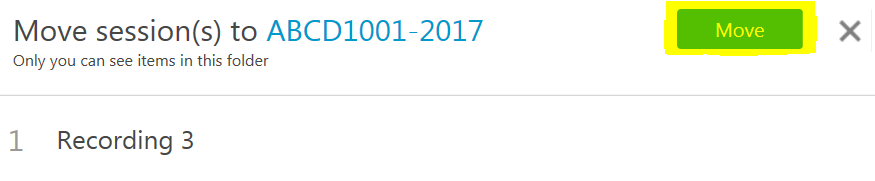 Move session(s) to ABCD1001-2017
Move
Only you can see items in this folder
1 Recording 3